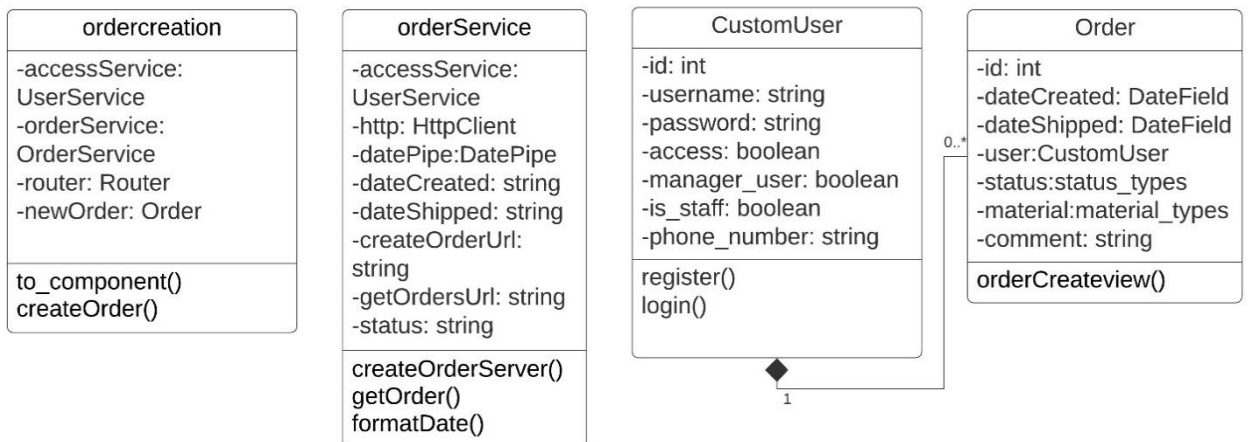 ordercreation
-accessService:
UserService
-orderService:
OrderService
-router: Router
-newOrder: Order
to_component()
createOrder()
orderService
-accessService:
UserService
-http: HttpClient
-datePipe:DatePipe
-dateCreated: string
-dateShipped: string
-createOrderUrl:
string
-getOrdersUrl: string
-status: string
createOrderServer()
getOrder()
formatDate()
CustomUser
-id: int
-username: string
-password: string
-access: boolean
-manager_user: boolean
-is_staff: boolean
-phone_number: string
register()
login()
1
0..*
Order
-id: int
-dateCreated: DateField
-dateShipped: DateField
-user:CustomUser
-status:status_types
-material:material_types
-comment: string
orderCreateview()